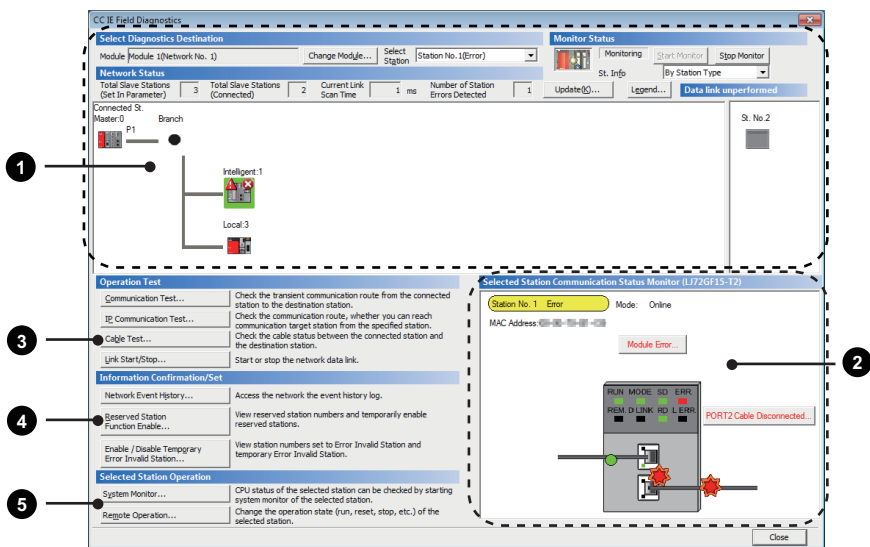 CC IE Field Diagnostics
Select Diagnostics Destination
Monitor Status
Module Module 1(Network No. 1)
Change Module...
Select Station
Station No.1(Error)
Monitoring
Start Monitor
Stop Monitor
St. Info
By Station Type
Network Status
Total Slave Stations (Set In Parameter) 3
Total Slave Stations (Connected) 2
Current Link Scan Time 1 ms
Number of Station Errors Detected 1
Update(K)...
Legend...
Data link unperformed
Connected St.
Master:0
Branch
P1
St. No.2
1
Intelligent:1
Local:3
Operation Test
Communication Test...
Check the transient communication route from the connected
station to the destination station.
IP Communication Test...
Check the communication route, whether you can reach
communication target station from the specified station.
3
Cable Test...
Check the cable status between the connected station and
the destination station.
Link Start/Stop...
Start or stop the network data link.
Information Confirmation/Set
Network Event History...
Access the network the event history log.
4
Reserved Station
Function Enable...
View reserved station numbers and temporarily enable
reserved stations.
Enable / Disable Tempgrary
Error Invalid Station...
View station numbers set to Error Invalid Station and
temporary Error Invalid Station.
Selected Station Operation
5
System Monitor...
CPU status of the selected station can be checked by starting
system monitor of the selected station.
Remote Operation...
Change the operation state (run, reset, stop, etc.) of the
selected station.
Selected Station Communication Status Monitor (LJ72GF15-T2)
Station No. 1 Error
Mode: Online
MAC Address:
Module Error...
2
RUN MODE SD ERR.
REM. D LINK RD L ERR.
PORT2 Cable Disconnected...
Close